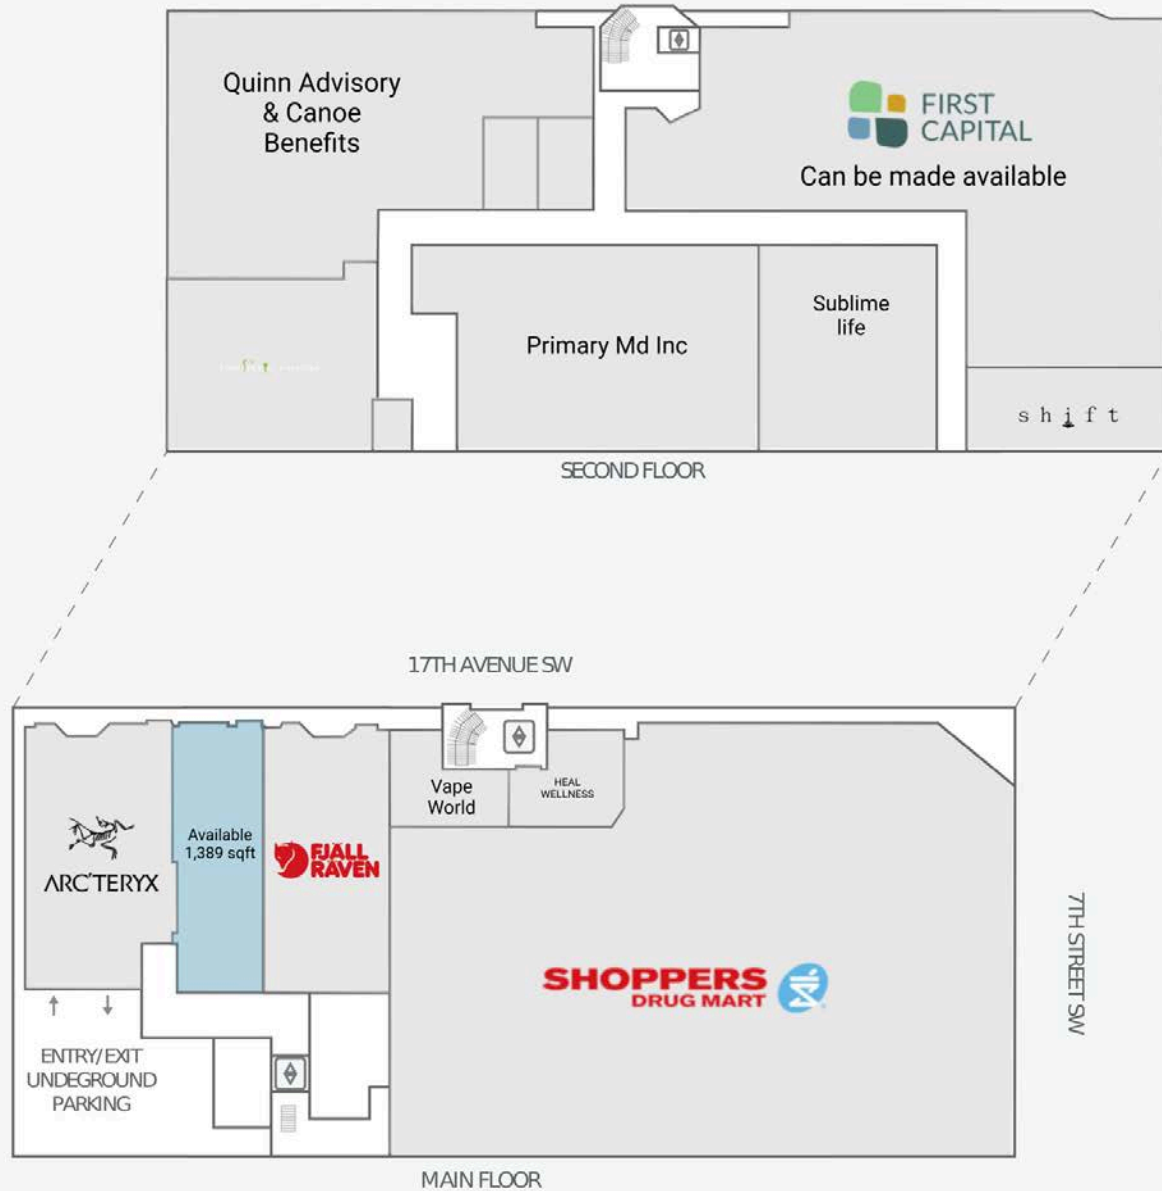 Quinn Advisory
& Canoe
Benefits
FIRST
CAPITAL
Can be made available
Primary Md Inc
Sublime
life
shift
SECOND FLOOR
17TH AVENUE SW
ARC'TERYX
Available
1,389 sqft
FJÄLL
RÄVEN
Vape
World
HEAL
WELLNESS
SHOPPERS
DRUG MART
7TH STREET SW
ENTRY/EXIT
UNDEGROUND
PARKING
MAIN FLOOR